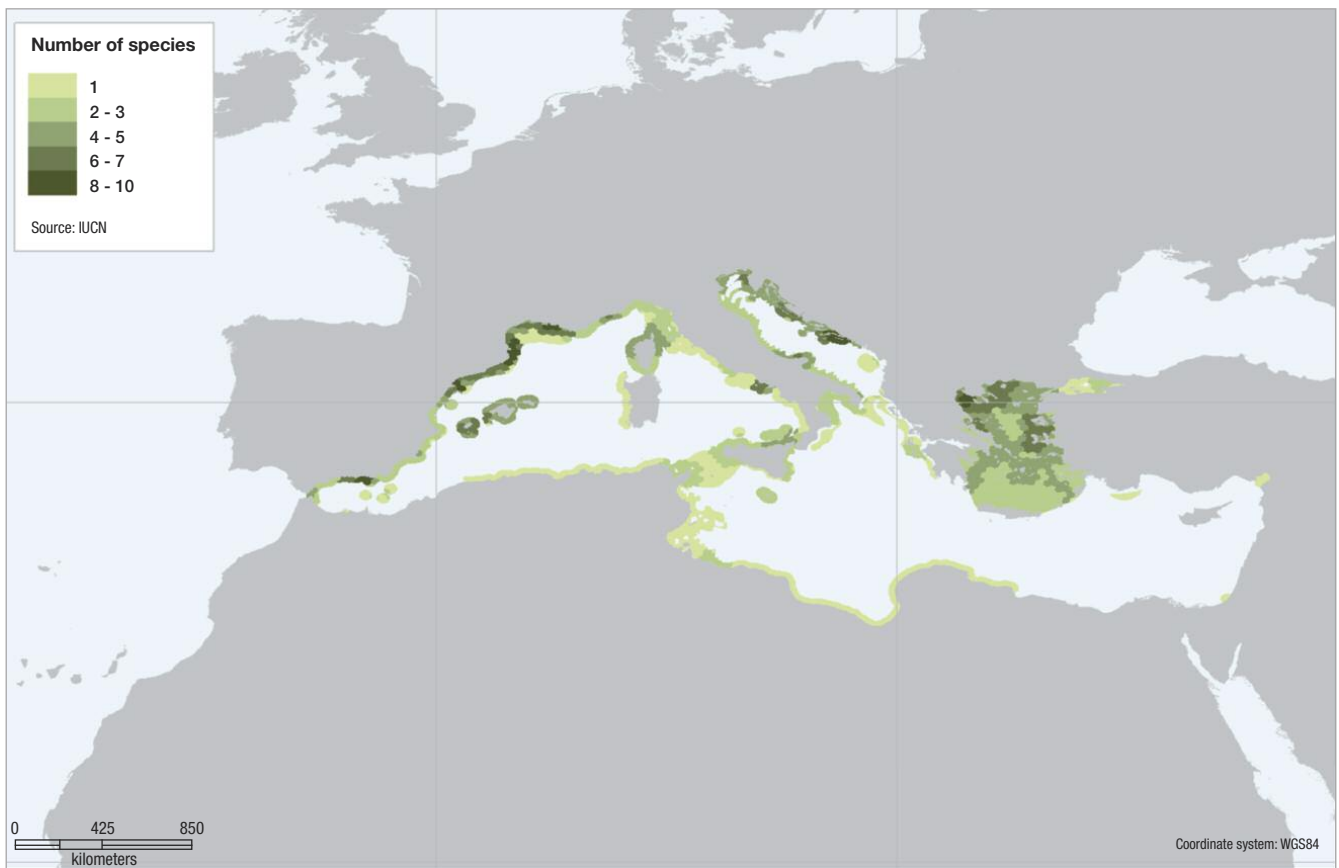 Number of species
1
2 - 3
4 - 5
6 - 7
8 - 10
Source: IUCN
0 425 850
kilometers
Coordinate system: WGS84